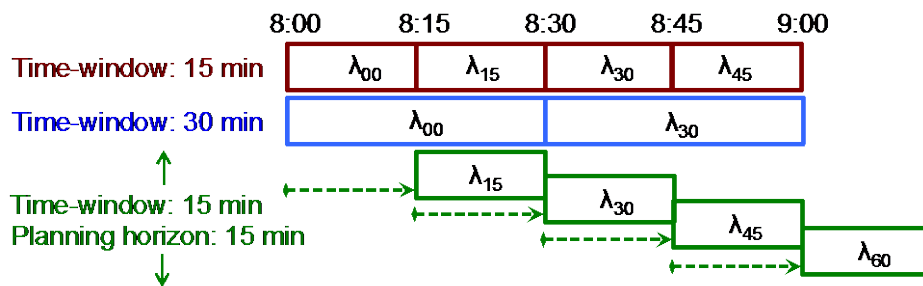 8:00 8:15 8:30 8:45 9:00
Time-window: 15 min λ00 λ15 λ30 λ45
Time-window: 30 min λ00 λ30
λ15
Time-window: 15 min λ30
Planning horizon: 15 min λ45
λ60